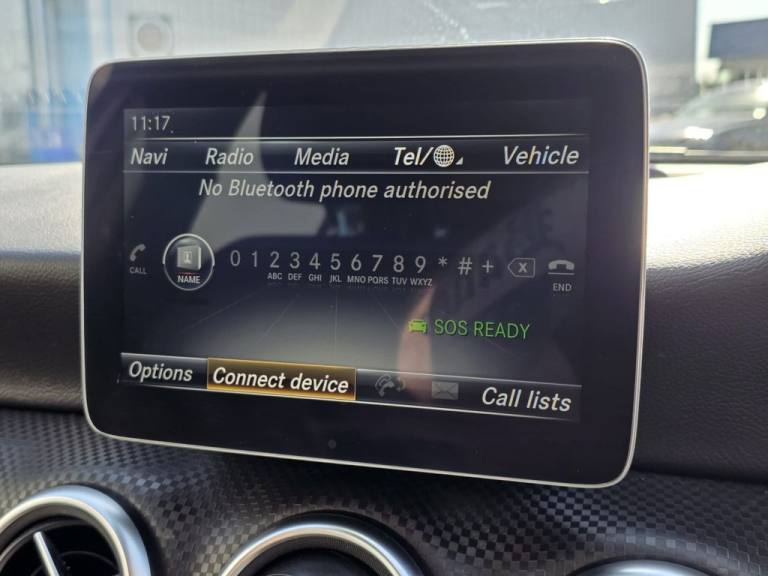 11:17
Navi Radio Media Tel/ Vehicle
No Bluetooth phone authorised
0 1 2 3 4 5 6 7 8 9 * # +
ABC DEF GHI JKL MNO PQRS TUV WXYZ
CALL NAME END
SOS READY
Options Connect device Call lists